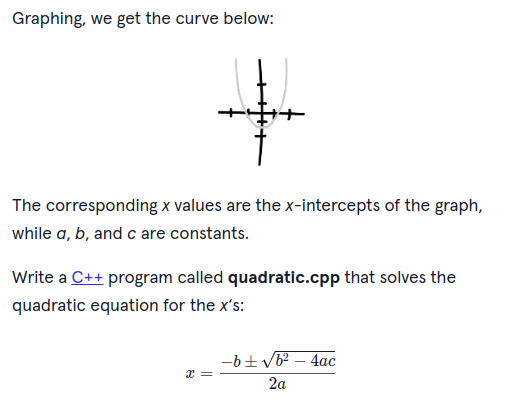 Graphing, we get the curve below:
The corresponding x values are the x-intercepts of the graph,
while a, b, and c are constants.
Write a C++ program called quadratic.cpp that solves the
quadratic equation for the x’s:
x = \frac{-b \pm \sqrt{b^2 - 4ac}}{2a}